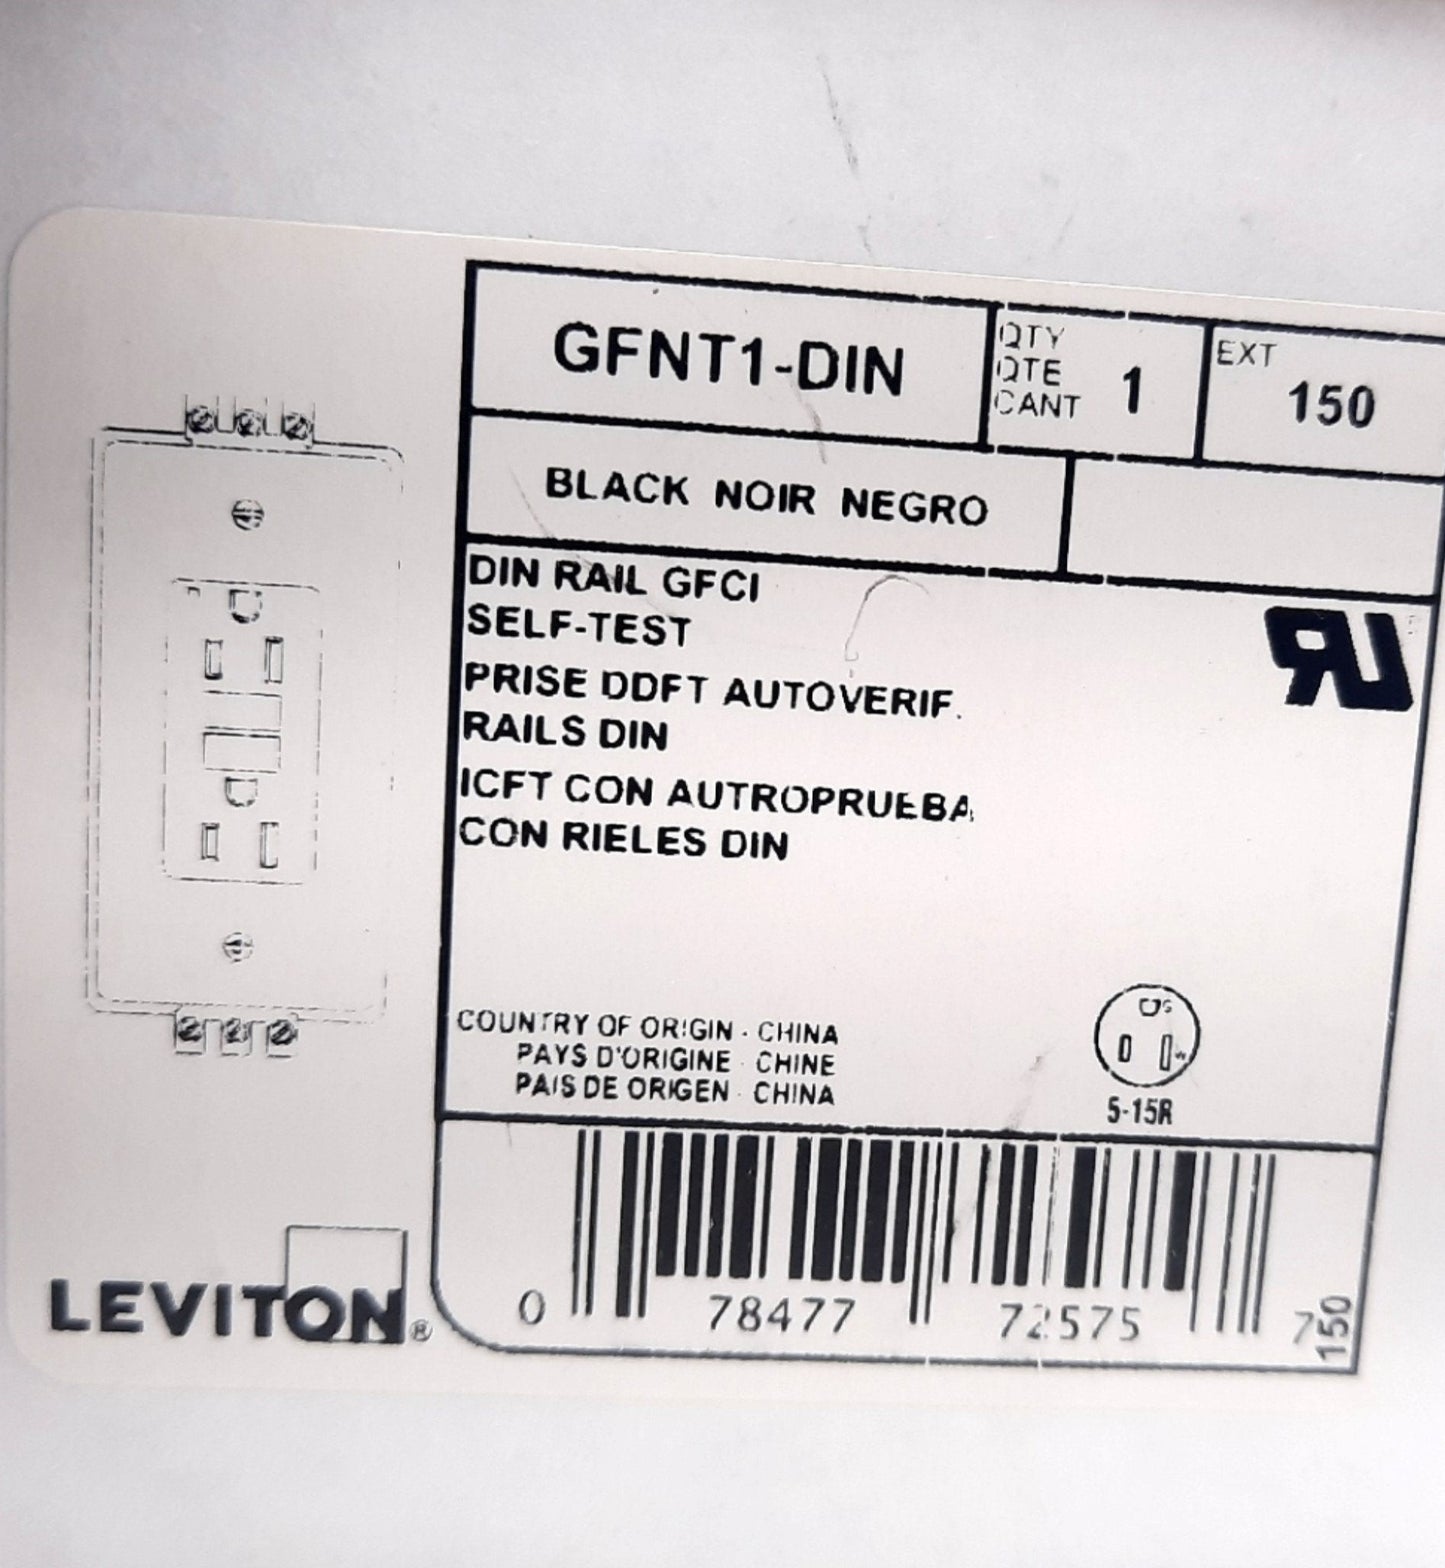 GFNT1-DIN
QTY
QTE
CANT
1
EXT
150
BLACK NOIR NEGRO
DIN RAIL GFCI
SELF-TEST
PRISE DDFT AUTOVERIF.
RAILS DIN
ICFT CON AUTROPRUEBA
CON RIELES DIN
COUNTRY OF ORIGIN - CHINA
PAYS D'ORIGINE - CHINE
PAIS DE ORIGEN - CHINA
G
W
5-15R
LEVITON®
0 78477 72575 7
150